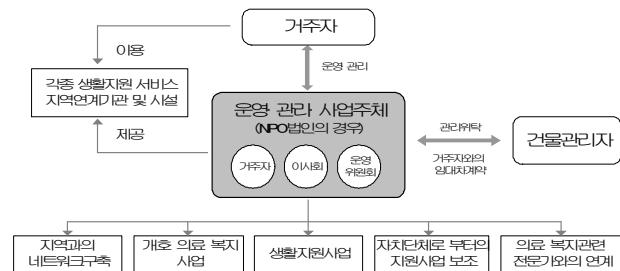 거주자
이용
운영 관리
각종 생활지원 서비스
지역연계기관 및 시설
제공
운영·관리 사업주체
(NPO법인의 경우)
거주자
이사회
운영
위원회
관리위탁
거주자와의
임대차계약
건물관리자
지역과의
네트워크구축
개호·의료·복지
사업
생활지원사업
자치단체로 부터의
지원사업 보조
의료·복지관련
전문가와의 연계